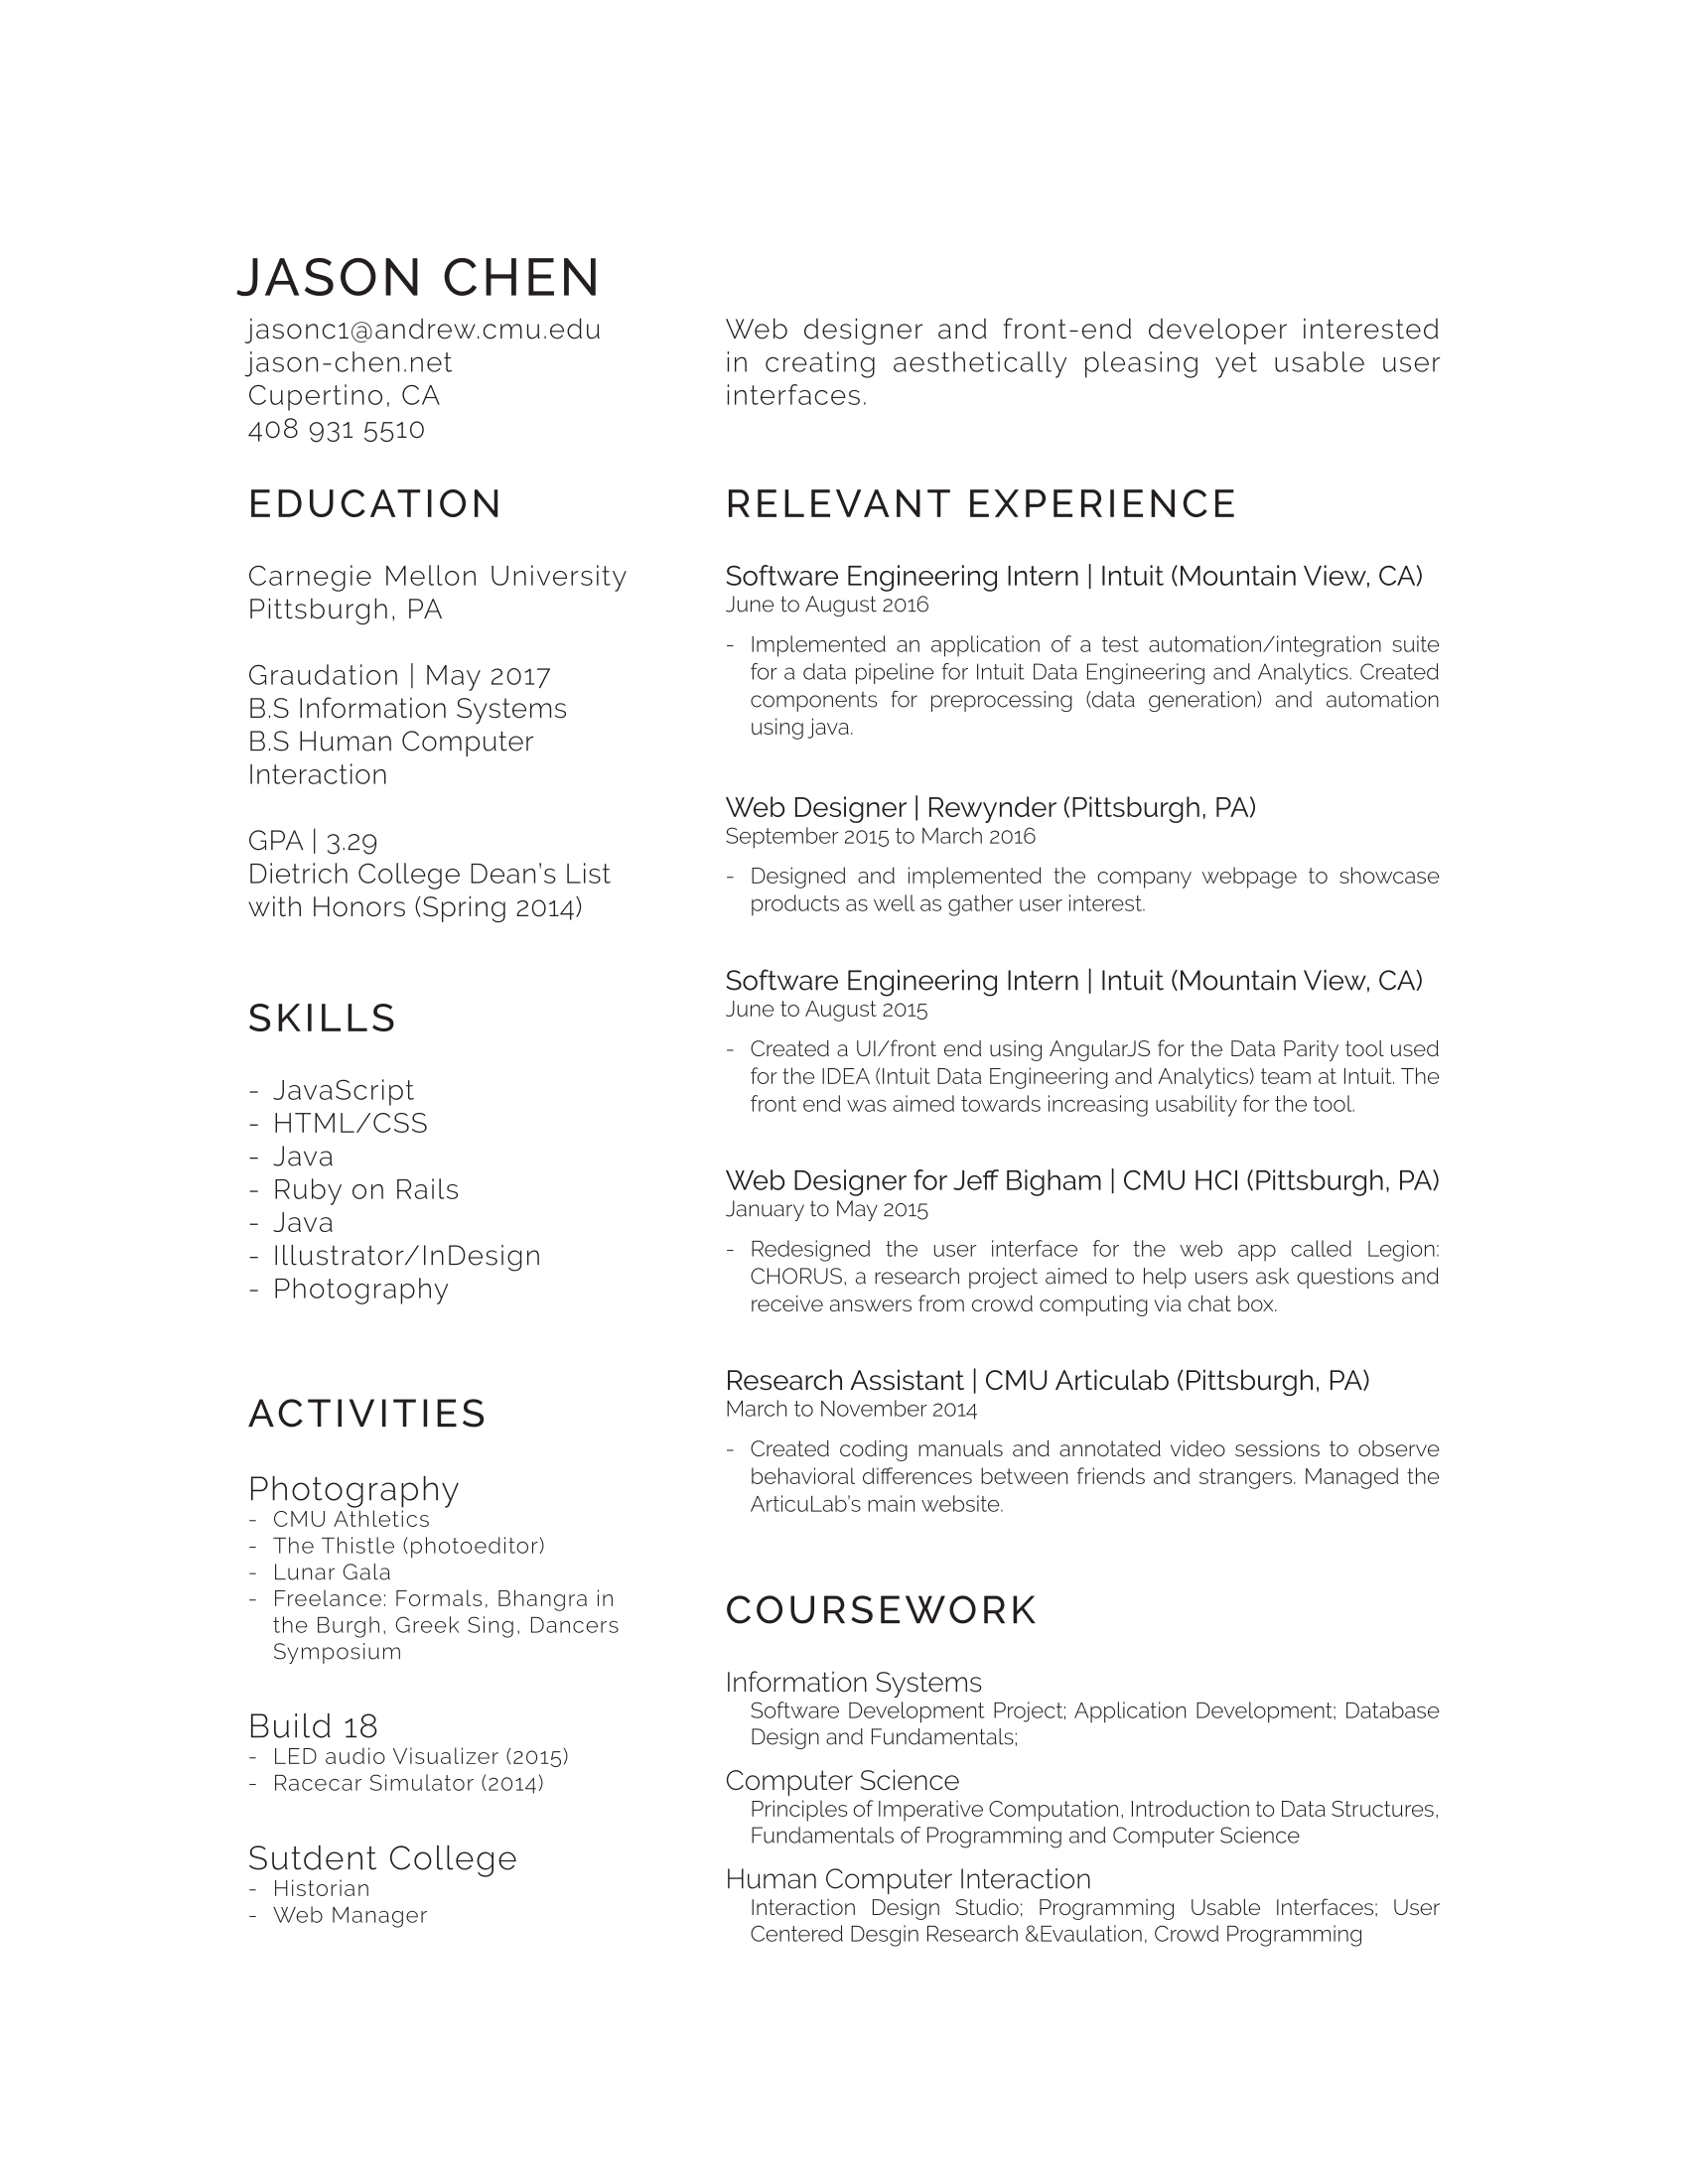 JASON CHEN
jasonc1@andrew.cmu.edu
jason-chen.net
Cupertino, CA
408 931 5510
Web designer and front-end developer interested
in creating aesthetically pleasing yet usable user
interfaces.
EDUCATION
Carnegie Mellon University
Pittsburgh, PA
Graudation | May 2017
B.S Information Systems
B.S Human Computer
Interaction
GPA | 3.29
Dietrich College Dean's List
with Honors (Spring 2014)
SKILLS
- JavaScript
- HTML/CSS
- Java
- Ruby on Rails
- Java
- Illustrator/InDesign
- Photography
ACTIVITIES
Photography
- CMU Athletics
- The Thistle (photoeditor)
- Lunar Gala
- Freelance: Formals, Bhangra in
the Burgh, Greek Sing, Dancers
Symposium
Build 18
- LED audio Visualizer (2015)
- Racecar Simulator (2014)
Sutdent College
- Historian
- Web Manager
RELEVANT EXPERIENCE
Software Engineering Intern | Intuit (Mountain View, CA)
June to August 2016
- Implemented an application of a test automation/integration suite
for a data pipeline for Intuit Data Engineering and Analytics. Created
components for preprocessing (data generation) and automation
using java.
Web Designer | Rewynder (Pittsburgh, PA)
September 2015 to March 2016
- Designed and implemented the company webpage to showcase
products as well as gather user interest.
Software Engineering Intern | Intuit (Mountain View, CA)
June to August 2015
- Created a UI/front end using AngularJS for the Data Parity tool used
for the IDEA (Intuit Data Engineering and Analytics) team at Intuit. The
front end was aimed towards increasing usability for the tool.
Web Designer for Jeff Bigham | CMU HCI (Pittsburgh, PA)
January to May 2015
- Redesigned the user interface for the web app called Legion:
CHORUS, a research project aimed to help users ask questions and
receive answers from crowd computing via chat box.
Research Assistant | CMU Articulab (Pittsburgh, PA)
March to November 2014
- Created coding manuals and annotated video sessions to observe
behavioral differences between friends and strangers. Managed the
ArticuLab's main website.
COURSEWORK
Information Systems
Software Development Project; Application Development; Database
Design and Fundamentals;
Computer Science
Principles of Imperative Computation, Introduction to Data Structures,
Fundamentals of Programming and Computer Science
Human Computer Interaction
Interaction Design Studio; Programming Usable Interfaces; User
Centered Desgin Research &Evaulation, Crowd Programming